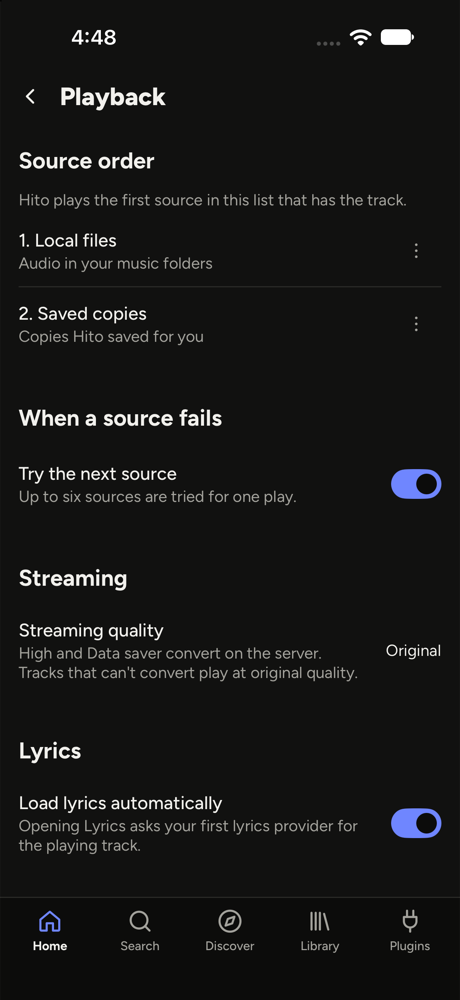 4:48
Playback
Source order
Hito plays the first source in this list that has the track.
1. Local files
Audio in your music folders
2. Saved copies
Copies Hito saved for you
When a source fails
Try the next source
Up to six sources are tried for one play.
Streaming
Streaming quality
High and Data saver convert on the server.
Tracks that can't convert play at original quality.
Original
Lyrics
Load lyrics automatically
Opening Lyrics asks your first lyrics provider for
the playing track.
Home
Search
Discover
Library
Plugins